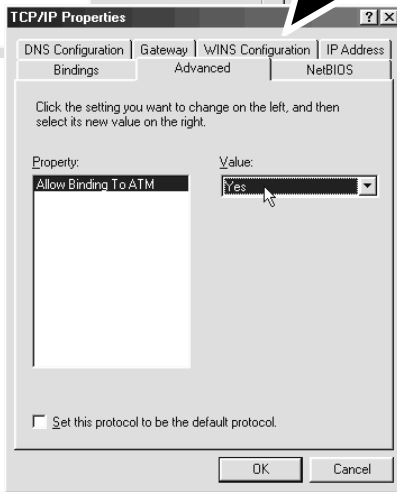 TCP/IP Properties
DNS Configuration Gateway WINS Configuration IP Address
Bindings Advanced NetBIOS
Click the setting you want to change on the left, and then
select its new value on the right.
Property: Value:
Allow Binding To ATM Yes
Set this protocol to be the default protocol.
OK Cancel